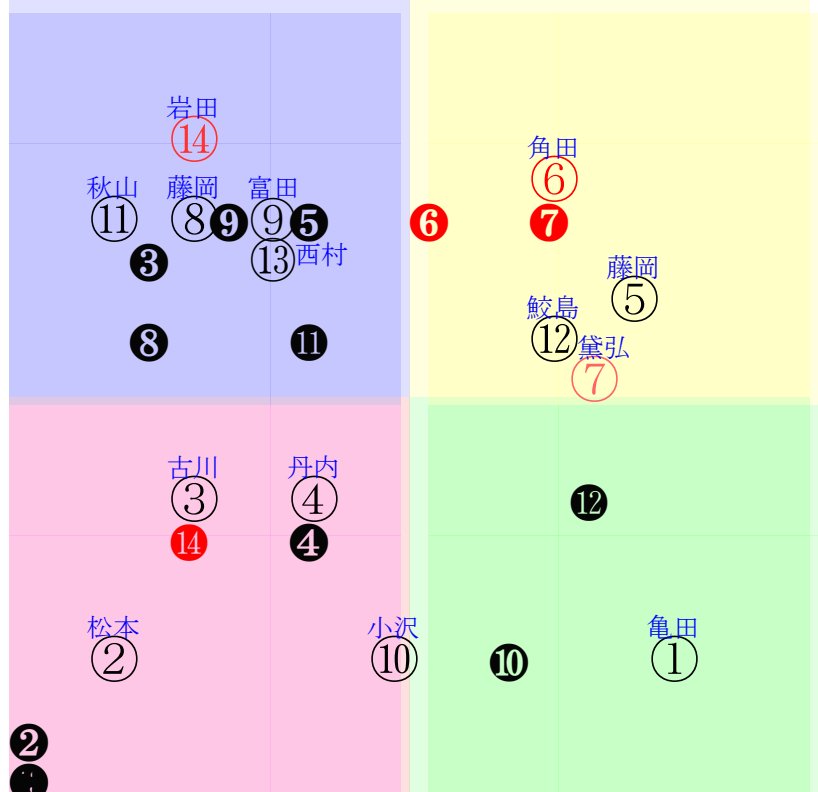 岩田
⑭
角田
⑥
秋山 藤岡 富田
⑪ ⑧ ❾ ⑨ ❺ ❻ ❼
❸ ⑬ 西村
藤岡
⑤
鮫島
❽ ⓫ ⑫ 黛弘
⑦
古川 丹内
③ ④ ⓬
⓮ ❹
松本 小沢 亀田
② ⑩ ❿ ①
❷